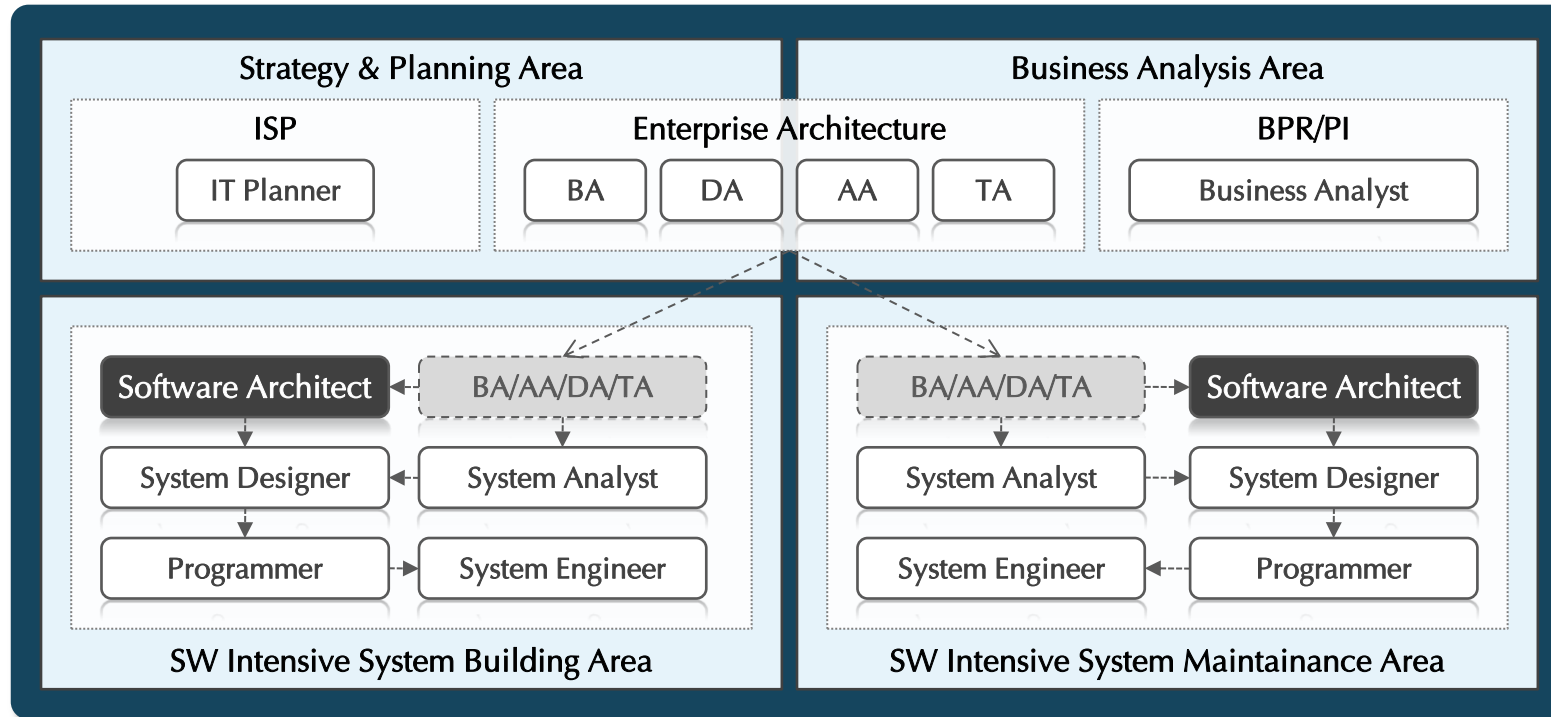 Strategy & Planning Area
Business Analysis Area
ISP
Enterprise Architecture
BPR/PI
IT Planner
BA
DA
AA
TA
Business Analyst
Software Architect
BA/AA/DA/TA
BA/AA/DA/TA
Software Architect
System Designer
System Analyst
System Analyst
System Designer
Programmer
System Engineer
System Engineer
Programmer
SW Intensive System Building Area
SW Intensive System Maintainance Area